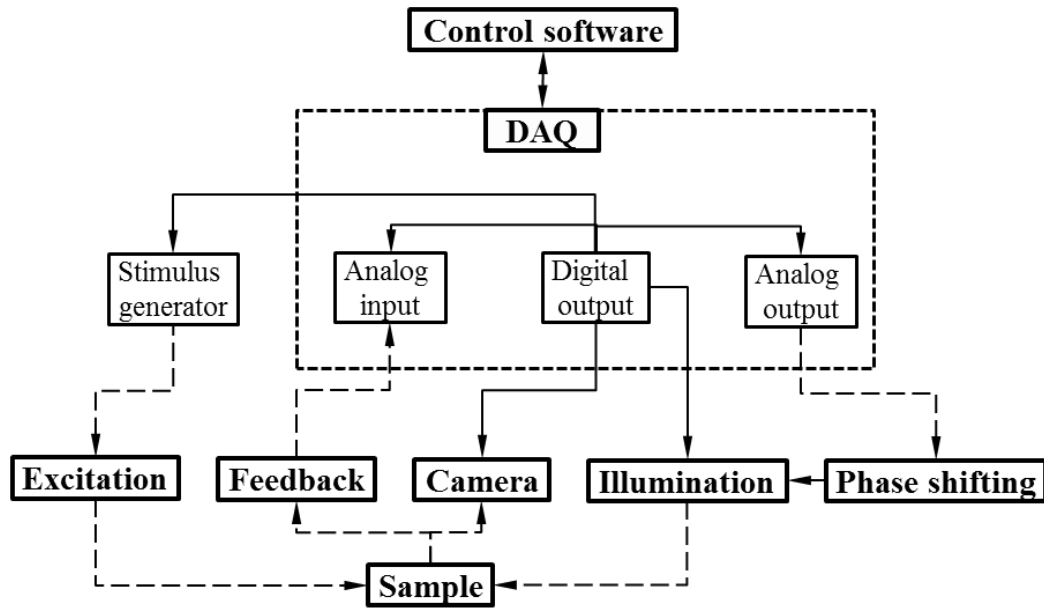 Control software
DAQ
Stimulus
generator
Analog
input
Digital
output
Analog
output
Excitation
Feedback
Camera
Illumination
Phase shifting
Sample